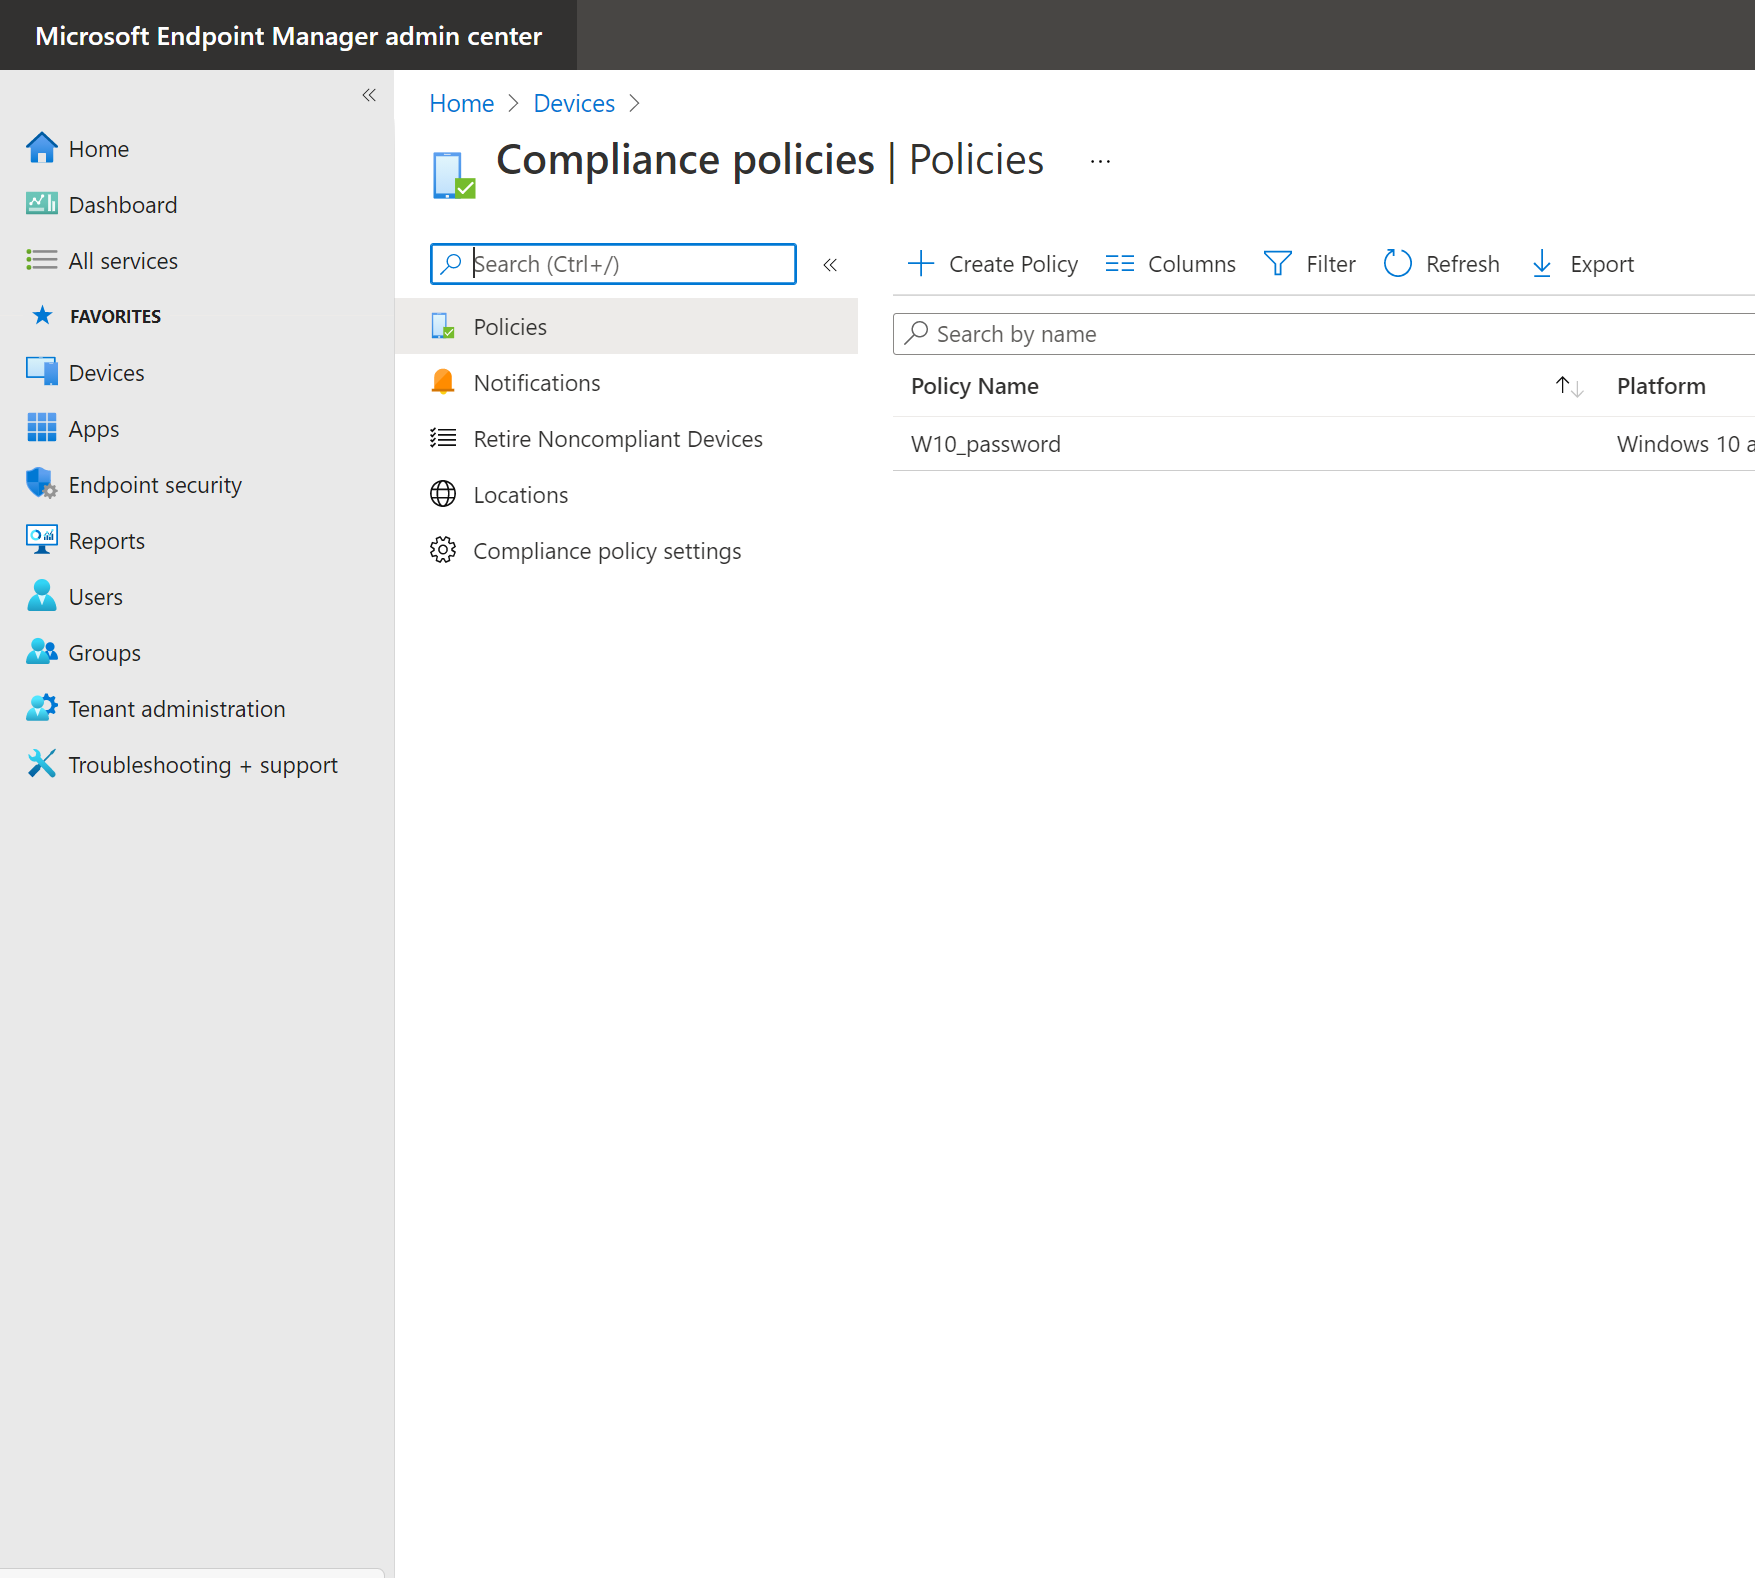 Microsoft Endpoint Manager admin center
Home
Dashboard
All services
FAVORITES
Devices
Apps
Endpoint security
Reports
Users
Groups
Tenant administration
Troubleshooting + support
Home > Devices >
Compliance policies | Policies ...
Search (Ctrl+/)
Policies
Notifications
Retire Noncompliant Devices
Locations
Compliance policy settings
Create Policy Columns Filter Refresh Export
Search by name
Policy Name Platform
W10_password Windows 10 a